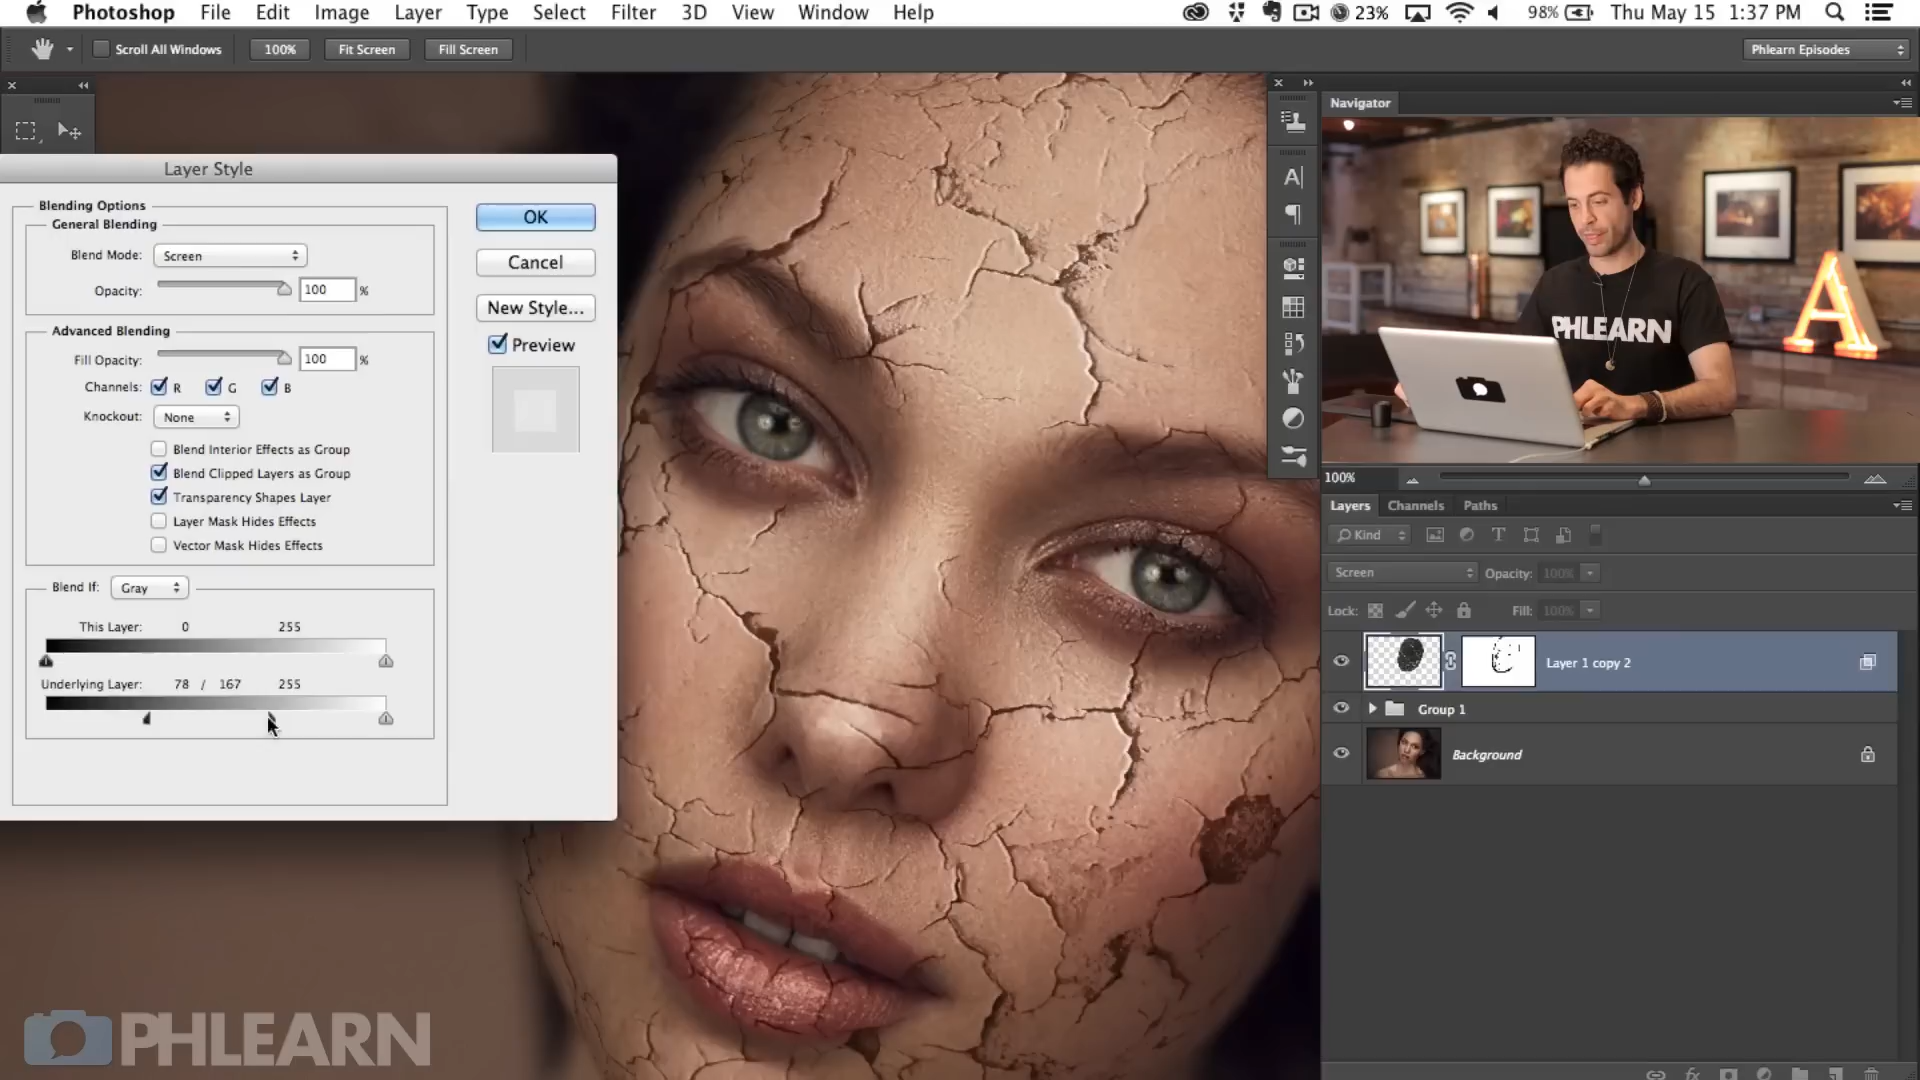 Photoshop File Edit Image Layer Type Select Filter 3D View Window Help 23% 98% Thu May 15 1:37 PM
Scroll All Windows 100% Fit Screen Fill Screen Phlearn Episodes
Navigator
Layer Style
Blending Options
General Blending
Blend Mode: Screen
Opacity: 100 %
Advanced Blending
Fill Opacity: 100 %
Channels: R G B
Knockout: None
Blend Interior Effects as Group
Blend Clipped Layers as Group
Transparency Shapes Layer
Layer Mask Hides Effects
Vector Mask Hides Effects
Blend If: Gray
This Layer: 0 255
Underlying Layer: 78 / 167 255
OK
Cancel
New Style...
Preview
A
PHLEARN
100%
Layers Channels Paths
Kind
Screen Opacity: 100%
Lock: Fill: 100%
Layer 1 copy 2
Group 1
Background
PHLEARN